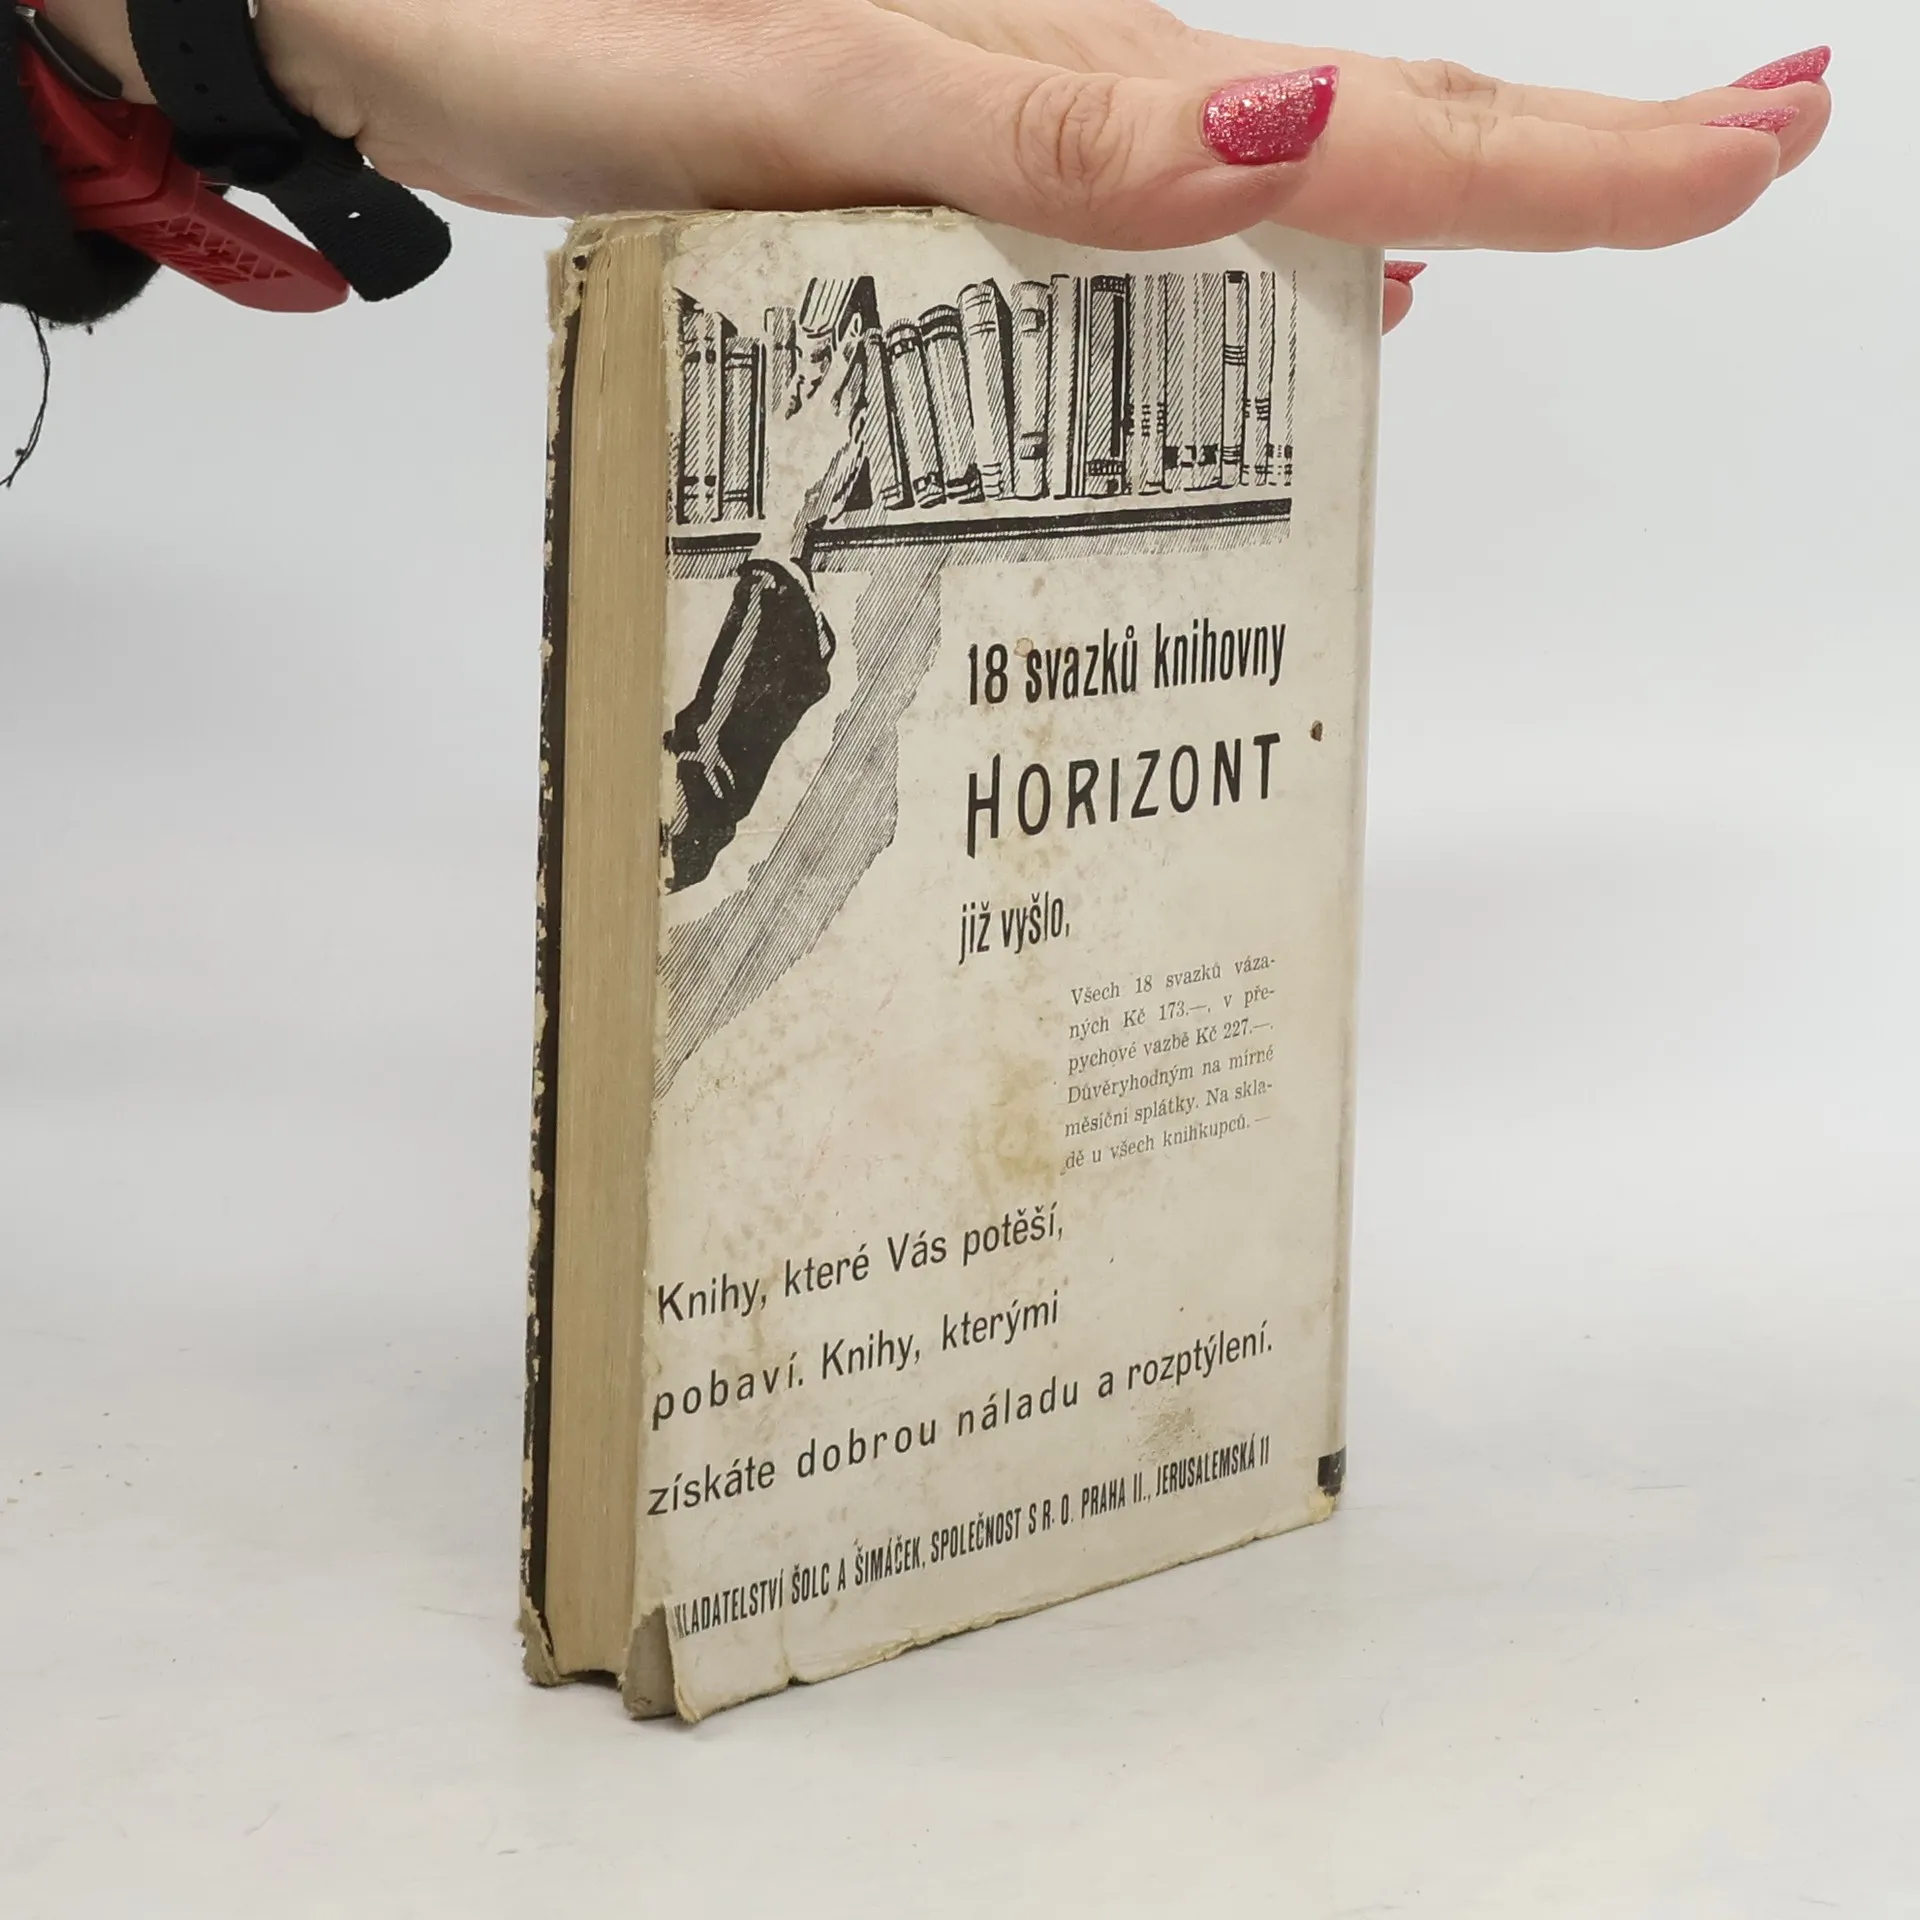 18 svazků knihovny
HORIZONT
již vyšlo,
Všech 18 svazků váza-
ných Kč 173.—, v pře-
pychové vazbě Kč 227.—.
Důvěryhodným na mírné
měsíční splátky. Na skla-
dě u všech knihkupců. —
Knihy, které Vás potěší,
pobaví. Knihy, kterými
získáte dobrou náladu a rozptýlení.
KLADATELSTVÍ ŠOLC A ŠIMÁČEK, SPOLEČNOST S R. O. PRAHA II., JERUSALEMSKÁ 11